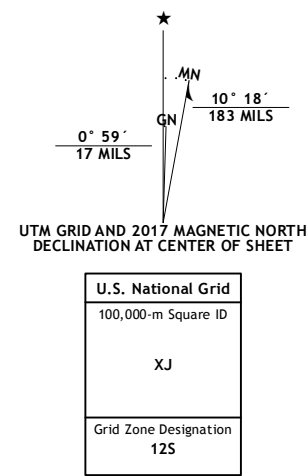 MN
GN
10° 18´
183 MILS
0° 59´
17 MILS
UTM GRID AND 2017 MAGNETIC NORTH
DECLINATION AT CENTER OF SHEET
U.S. National Grid
100,000-m Square ID
XJ
Grid Zone Designation
12S